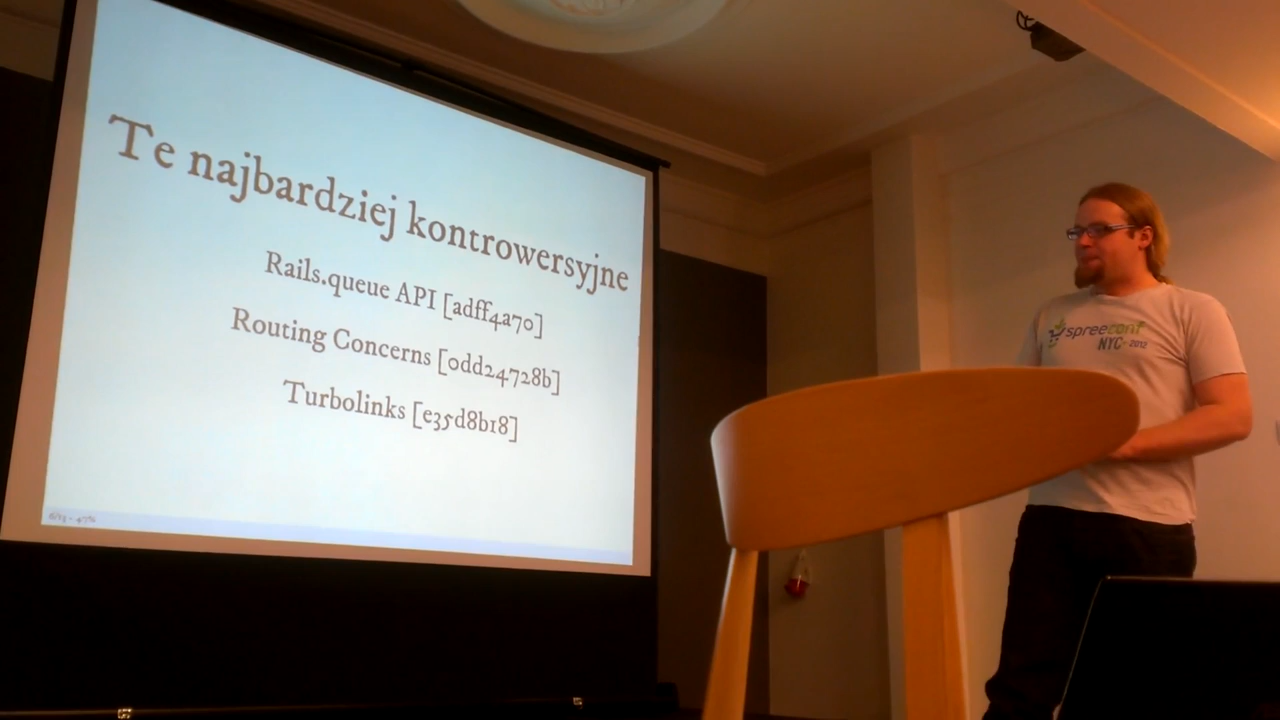 Te najbardziej kontrowersyjne
Rails.queue API [adff4a70]
Routing Concerns [0dd24728b]
Turbolinks [e35d8b18]
spreeconf
NYC - 2012